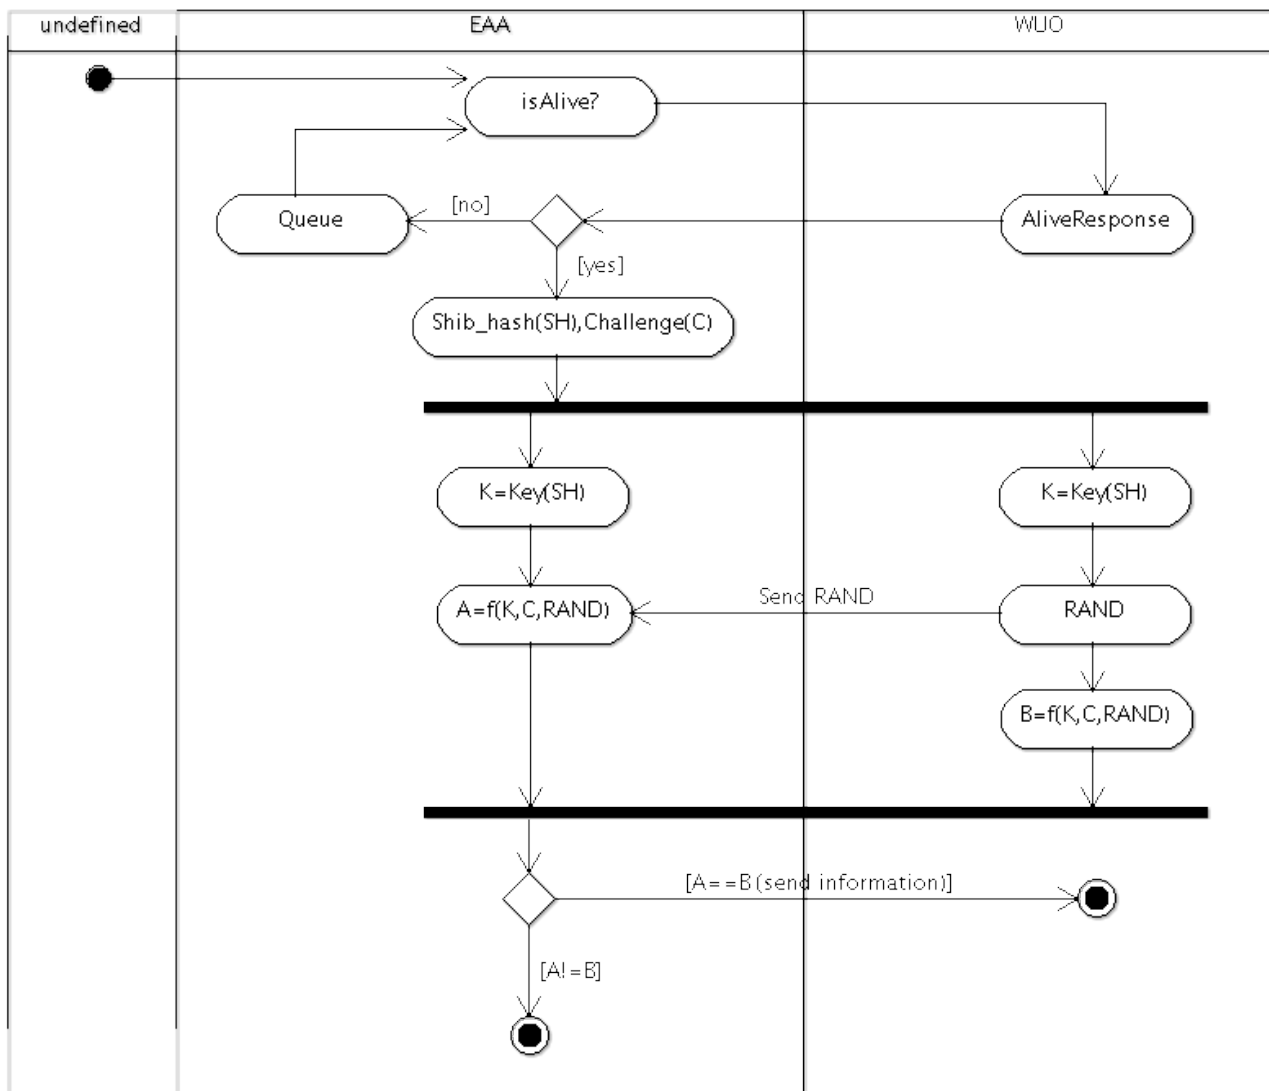 undefined
EAA
WLIO
isAlive?
Queue
[no]
AliveResponse
[yes]
Shib_hash(SH),Challenge(C)
K=Key(SH)
K=Key(SH)
A=f(K,C,RAND)
Send RAND
RAND
B=f(K,C,RAND)
[A==B(send information)]
[A!=B]